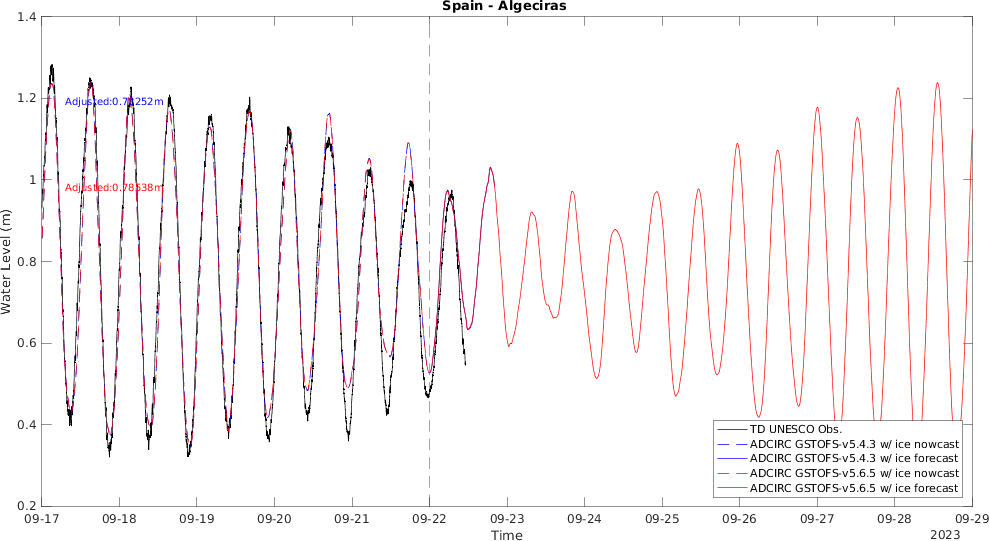 Spain - Algeciras
1.4
1.2
1
0.8
0.6
0.4
0.2
Water Level (m)
Adjusted:0.78538m
TD UNESCO Obs.
ADCIRC GSTOFS-v5.4.3 w/ ice nowcast
ADCIRC GSTOFS-v5.4.3 w/ ice forecast
ADCIRC GSTOFS-v5.6.5 w/ ice nowcast
ADCIRC GSTOFS-v5.6.5 w/ ice forecast
09-17 09-18 09-19 09-20 09-21 09-22 09-23 09-24 09-25 09-26 09-27 09-28 09-29
Time
2023